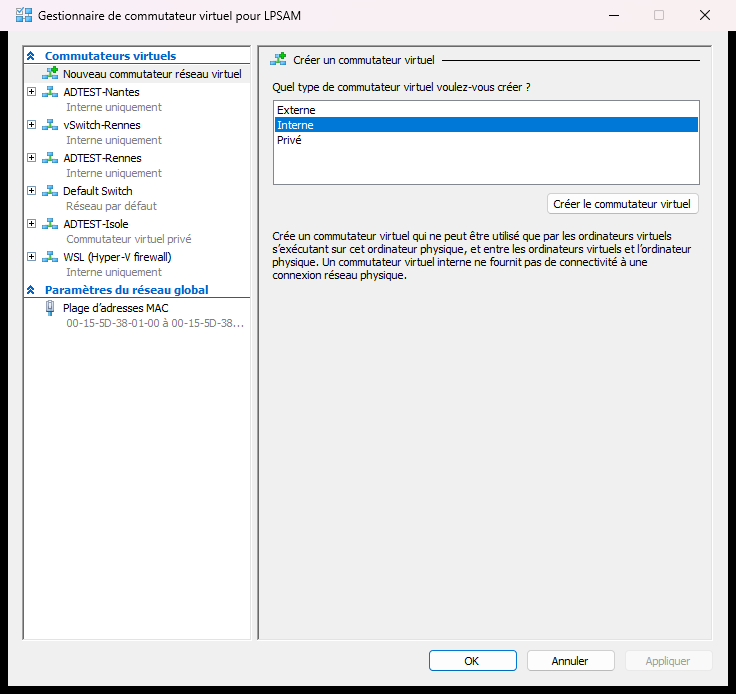 Gestionnaire de commutateur virtuel pour LPSAM
Commutateurs virtuels
Nouveau commutateur réseau virtuel
ADTEST-Nantes
Interne uniquement
vSwitch-Rennes
Interne uniquement
ADTEST-Rennes
Interne uniquement
Default Switch
Réseau par défaut
ADTEST-Isole
Commutateur virtuel privé
WSL (Hyper-V firewall)
Interne uniquement
Paramètres du réseau global
Plage d'adresses MAC
00-15-5D-38-01-00 à 00-15-5D-38...
Créer un commutateur virtuel
Quel type de commutateur virtuel voulez-vous créer ?
Externe
Interne
Privé
Créer le commutateur virtuel
Crée un commutateur virtuel qui ne peut être utilisé que par les ordinateurs virtuels
s'exécutant sur cet ordinateur physique, et entre les ordinateurs virtuels et l'ordinateur
physique. Un commutateur virtuel interne ne fournit pas de connectivité à une
connexion réseau physique.
OK
Annuler
Appliquer